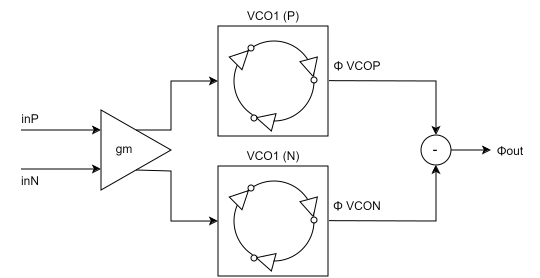 VCO1 (P)
Φ VCOP
inP
gm
inN
-
Φout
VCO1 (N)
Φ VCON